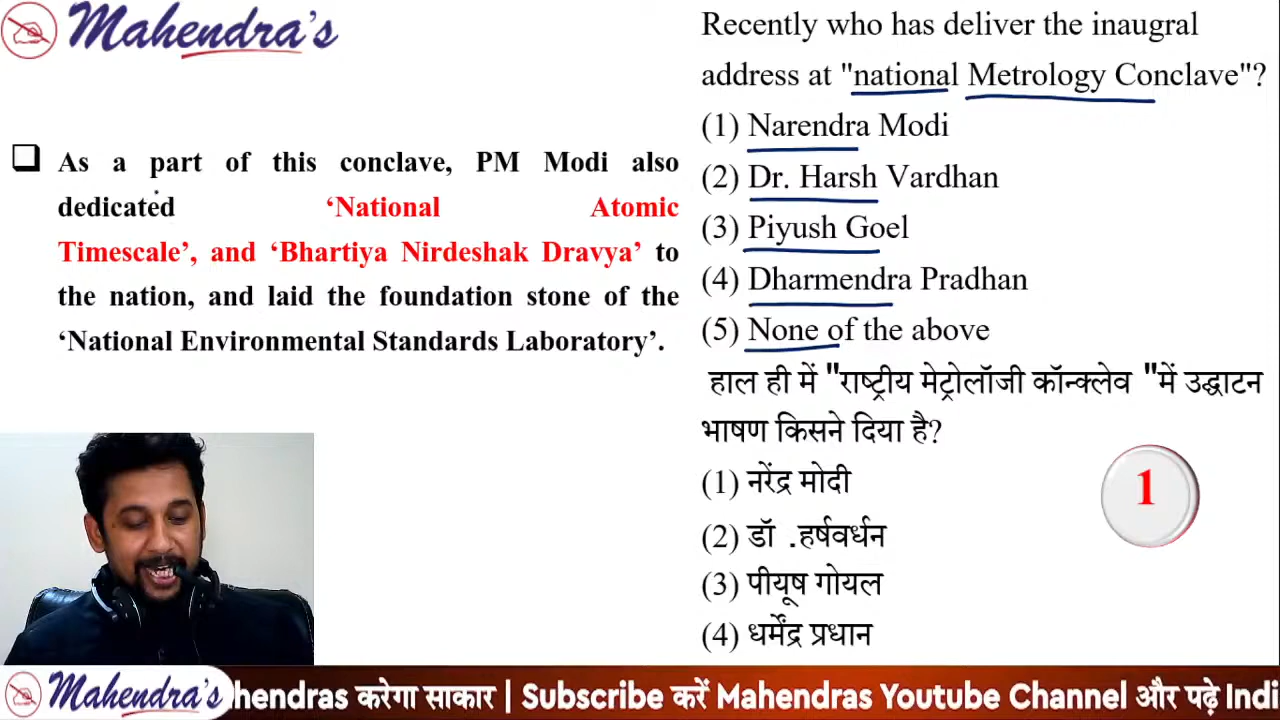 Mahendra's
As a part of this conclave, PM Modi also
dedicated ‘National Atomic
Timescale’, and ‘Bhartiya Nirdeshak Dravya’ to
the nation, and laid the foundation stone of the
‘National Environmental Standards Laboratory’.
Recently who has deliver the inaugral
address at "national Metrology Conclave"?
(1) Narendra Modi
(2) Dr. Harsh Vardhan
(3) Piyush Goel
(4) Dharmendra Pradhan
(5) None of the above
हाल ही में "राष्ट्रीय मेट्रोलॉजी कॉन्क्लेव "में उद्घाटन
भाषण किसने दिया है?
(1) नरेंद्र मोदी
(2) डॉ .हर्षवर्धन
(3) पीयूष गोयल
(4) धर्मेंद्र प्रधान
1
Mahendra's hendras करेगा साकार | Subscribe करें Mahendras Youtube Channel और पढ़े Indi